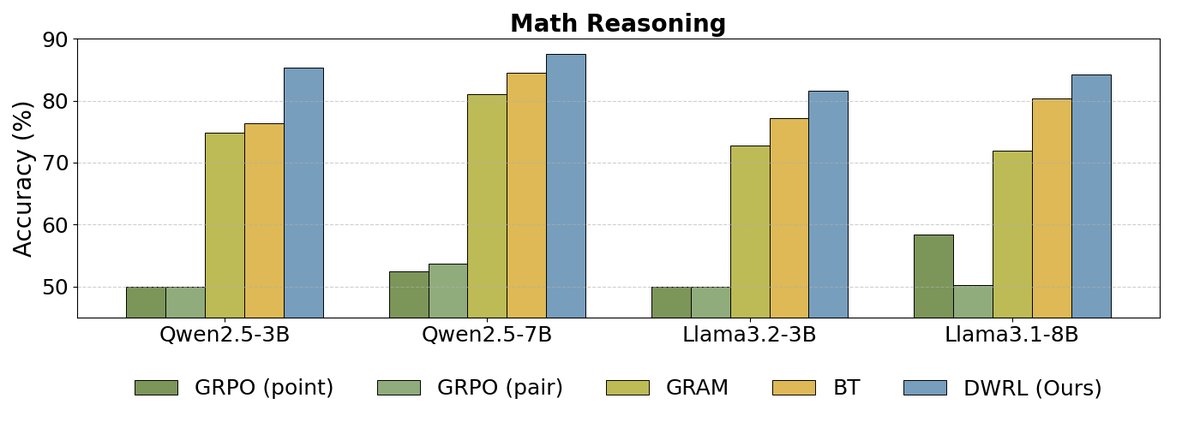 Math Reasoning
Accuracy (%)
90
80
70
60
50
Qwen2.5-3B
Qwen2.5-7B
Llama3.2-3B
Llama3.1-8B
GRPO (point)
GRPO (pair)
GRAM
BT
DWRL (Ours)